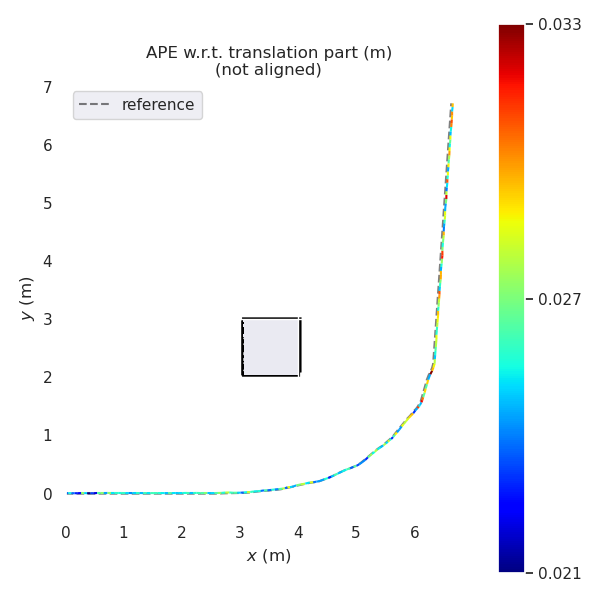 APE w.r.t. translation part (m)
(not aligned)
reference
7
6
5
4
3
2
1
0
y (m)
0 1 2 3 4 5 6
x (m)
0.033
0.027
0.021